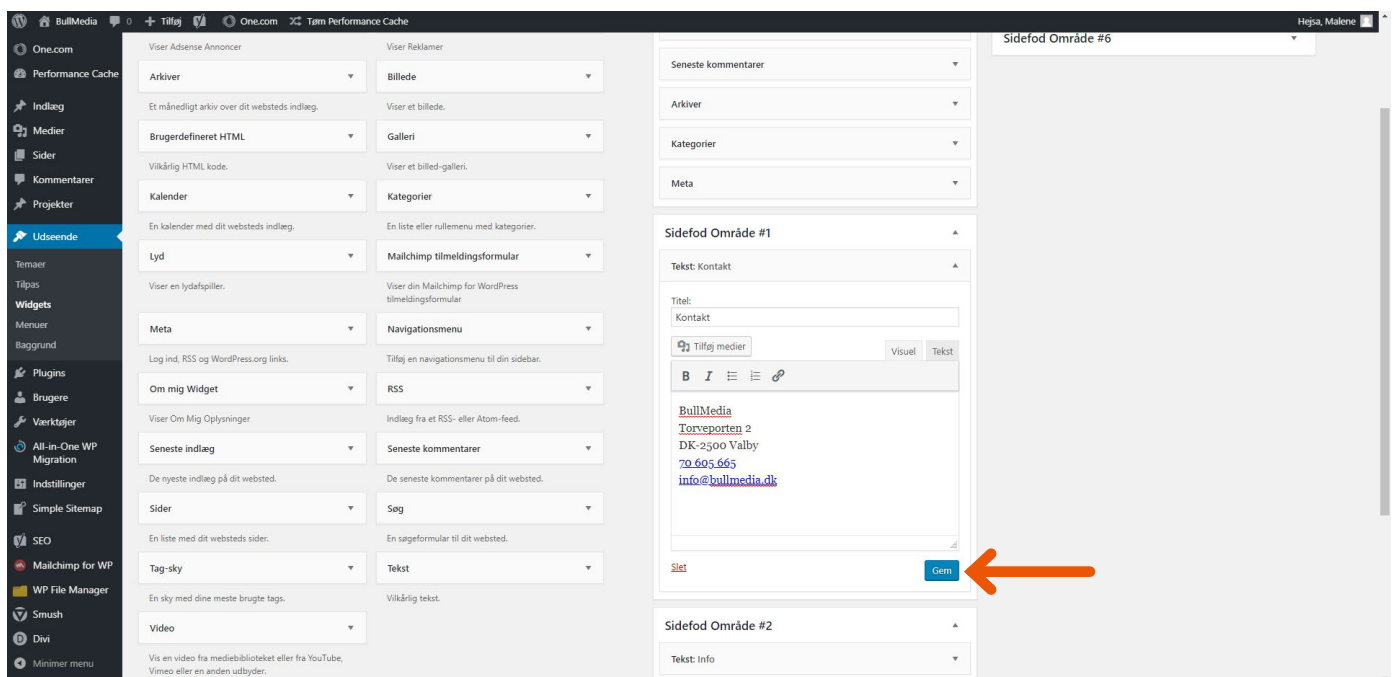 BullMedia 0 Tilføj One.com Tøm Performance Cache Hejsa, Malene
One.com
Performance Cache
Indlæg
Medier
Sider
Kommentarer
Projekter
Udseende
Temaer
Tilpas
Widgets
Menuer
Baggrund
Plugins
Brugere
Værktøjer
All-in-One WP
Migration
Indstillinger
Simple Sitemap
SEO
Mailchimp for WP
WP File Manager
Smush
Divi
Minimer menu
Viser Adsense Annoncer
Arkiver
Et månedligt arkiv over dit websteds indlæg.
Brugerdefineret HTML
Vilkårlig HTML kode.
Kalender
En kalender med dit websteds indlæg.
Lyd
Viser en lydafspiller.
Meta
Log ind, RSS og WordPress.org links.
Om mig Widget
Viser Om Mig Oplysninger
Seneste indlæg
De nyeste indlæg på dit websted.
Sider
En liste med dit websteds sider.
Tag-sky
En sky med dine meste brugte tags.
Video
Vis en video fra mediebiblioteket eller fra YouTube,
Vimeo eller en anden udbyder.
Viser Reklamer
Billede
Viser et billede.
Galleri
Viser et billed-galleri.
Kategorier
En liste eller rullemenu med kategorier.
Mailchimp tilmeldingsformular
Viser din Mailchimp for WordPress
tilmeldingsformular
Navigationsmenu
Tilføj en navigationsmenu til din sidebar.
RSS
Indlæg fra et RSS- eller Atom-feed.
Seneste kommentarer
De seneste kommentarer på dit websted.
Søg
En søgeformular til dit websted.
Tekst
Vilkårlig tekst.
Seneste kommentarer
Arkiver
Kategorier
Meta
Sidefod Område #1
Tekst: Kontakt
Titel:
Kontakt
Tilføj medier
Visuel Tekst
B I
BullMedia
Torveporten 2
DK-2500 Valby
70 605 665
info@bullmedia.dk
Slet Gem
Sidefod Område #2
Tekst: Info
Sidefod Område #6